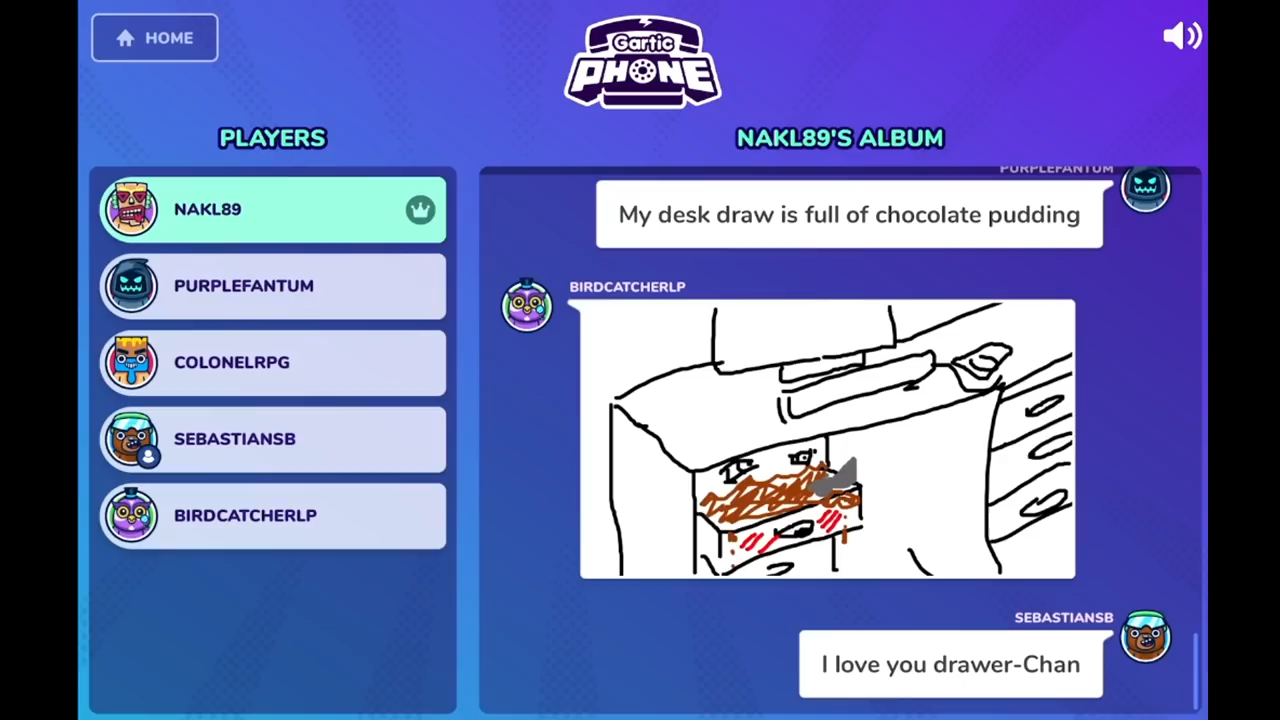 HOME
Gartic
PHONE
PLAYERS
NAKL89'S ALBUM
NAKL89
PURPLEFANTUM
COLONELRPG
SEBASTIANSB
BIRDCATCHERLP
PURPLEFANTUM
My desk draw is full of chocolate pudding
BIRDCATCHERLP
SEBASTIANSB
I love you drawer-Chan